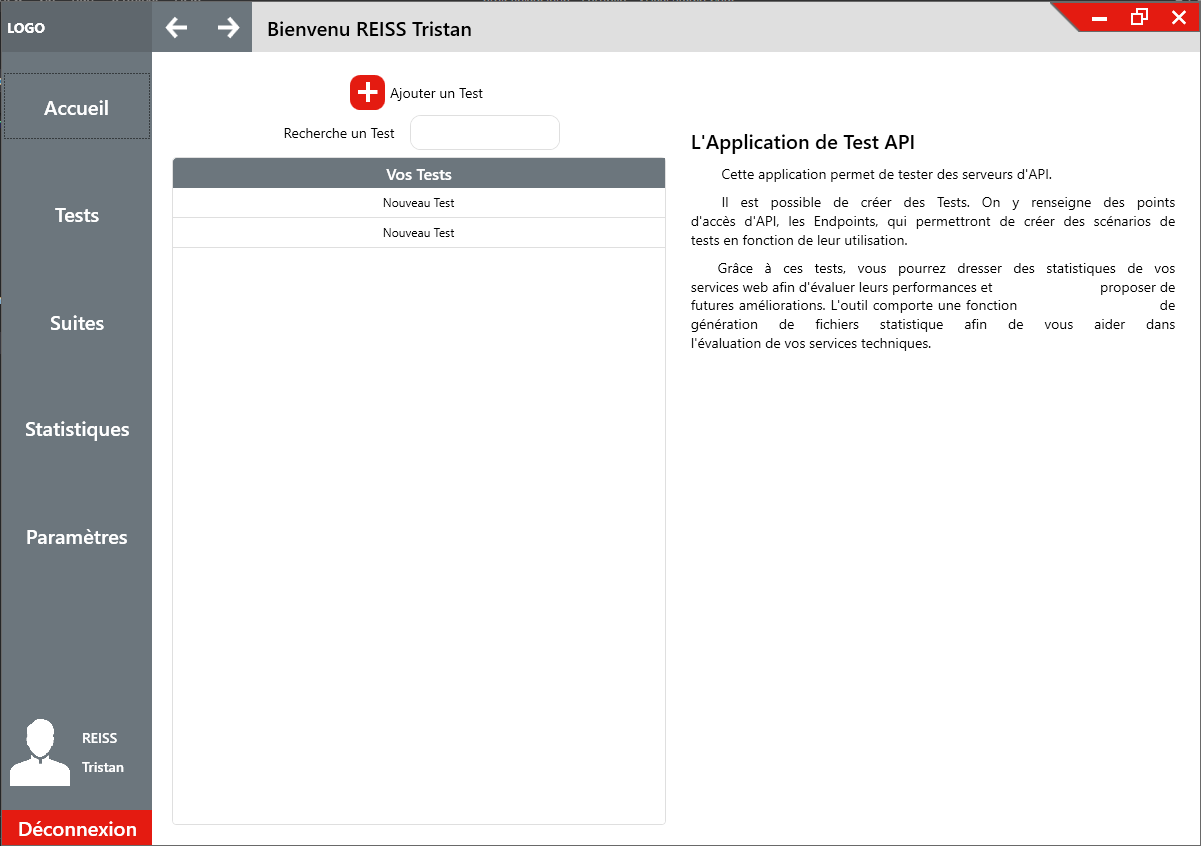 LOGO
Bienvenu REISS Tristan
Accueil
Tests
Suites
Statistiques
Paramètres
REISS
Tristan
Déconnexion
Ajouter un Test
Recherche un Test
Vos Tests
Nouveau Test
Nouveau Test
L'Application de Test API
Cette application permet de tester des serveurs d'API.
Il est possible de créer des Tests. On y renseigne des points
d'accès d'API, les Endpoints, qui permettront de créer des scénarios de
tests en fonction de leur utilisation.
Grâce à ces tests, vous pourrez dresser des statistiques de vos
services web afin d'évaluer leurs performances et proposer de
futures améliorations. L'outil comporte une fonction de
génération de fichiers statistique afin de vous aider dans
l'évaluation de vos services techniques.